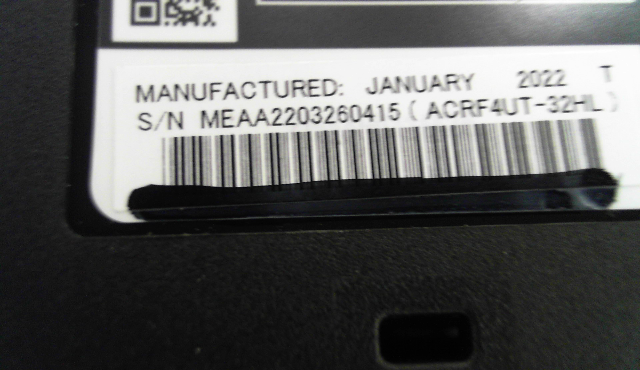 MANUFACTURED: JANUARY 2022 T
S/N MEAA2203260415 ( ACRF4UT-32HL )